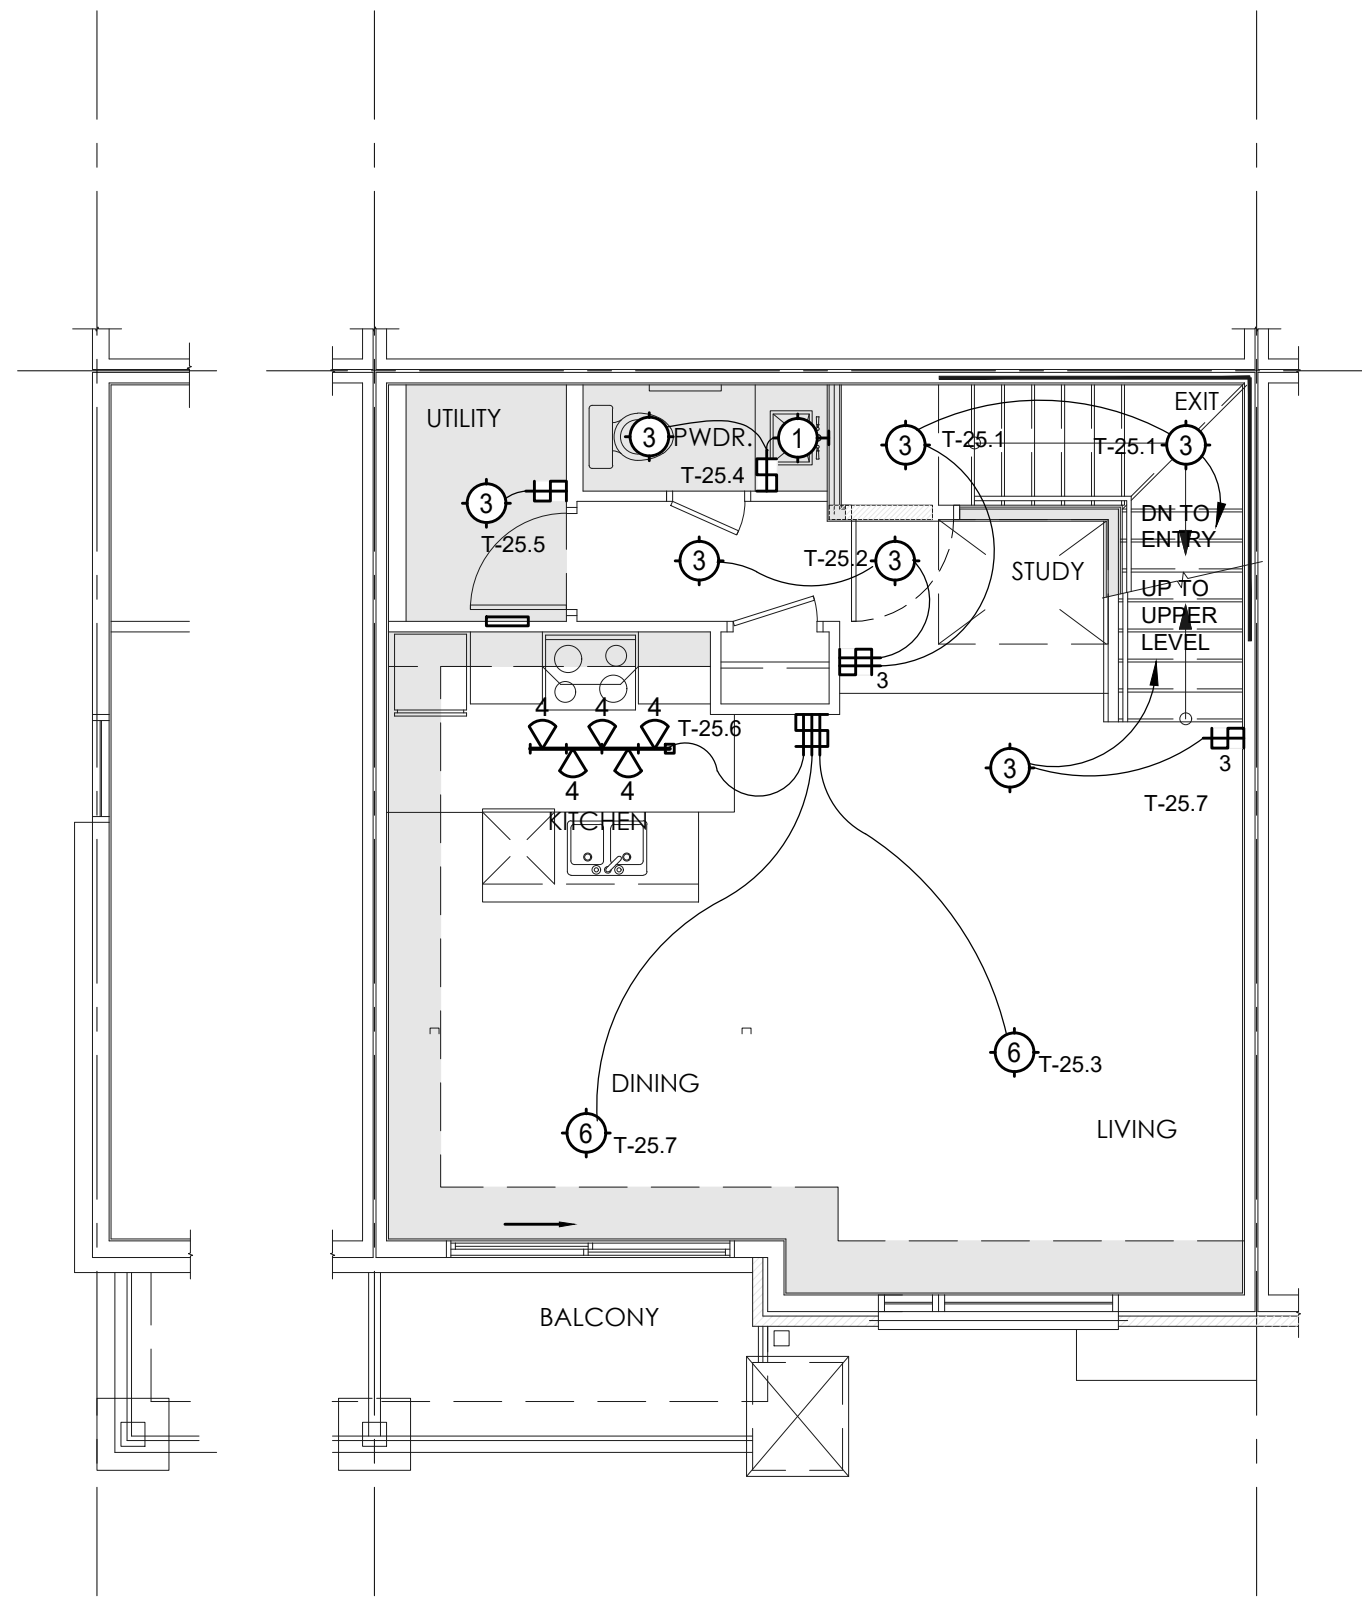 EXIT
UTILITY
3
PWDR.
1
3
T-25.1
T-25.1
3
T-25.4
3
DN TO
ENTRY
T-25.5
3
T-25.2
3
STUDY
UP TO
UPPER
LEVEL
3
4
4
4
T-25.6
3
3
4
4
T-25.7
KITCHEN
6
T-25.3
DINING
LIVING
6
T-25.7
BALCONY